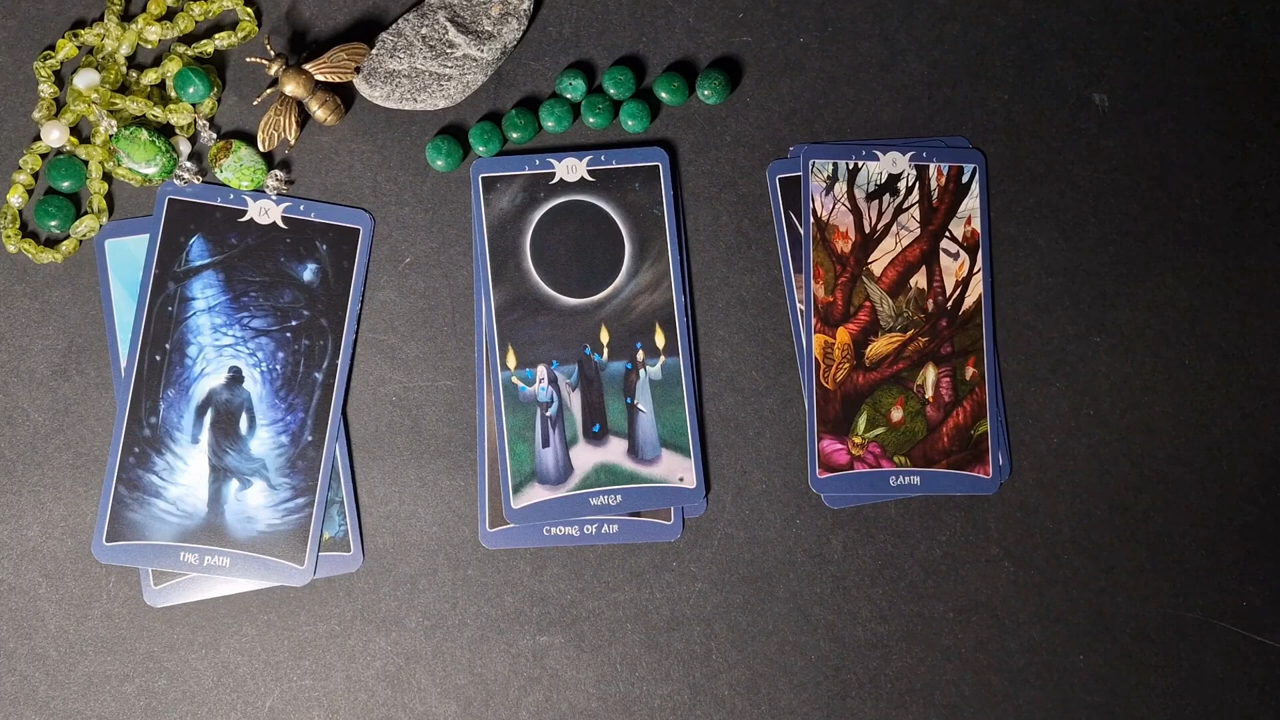 IX
THE PATH
10
WATER
CRONE OF AIR
8
EARTH